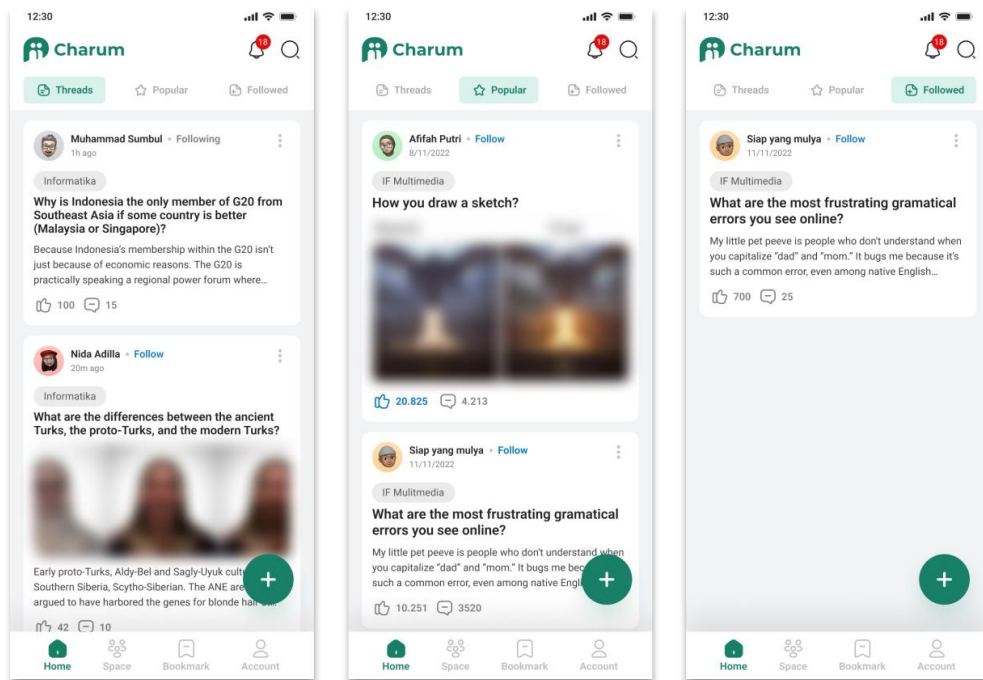 12:30
Charum
18
Threads
Popular
Followed
Muhammad Sumbul • Following
1h ago
Informatika
Why is Indonesia the only member of G20 from
Southeast Asia if some country is better
(Malaysia or Singapore)?
Because Indonesia's membership within the G20 isn't
just because of economic reasons. The G20 is
practically speaking a regional power forum where...
100
15
Nida Adilla • Follow
20m ago
Informatika
What are the differences between the ancient
Turks, the proto-Turks, and the modern Turks?
Early proto-Turks, Aldy-Bel and Sagly-Uyuk cult
Southern Siberia, Scytho-Siberian. The ANE are
argued to have harbored the genes for blonde hair
42
10
Home
Space
Bookmark
Account
12:30
Charum
18
Threads
Popular
Followed
Afifah Putri • Follow
8/11/2022
IF Multimedia
How you draw a sketch?
20.825
4.213
Siap yang mulya • Follow
11/11/2022
IF Mulitmedia
What are the most frustrating gramatical
errors you see online?
My little pet peeve is people who don't understand when
you capitalize "dad" and "mom." It bugs me bec
such a common error, even among native Engli
10.251
3520
Home
Space
Bookmark
Account
12:30
Charum
18
Threads
Popular
Followed
Siap yang mulya • Follow
11/11/2022
IF Multimedia
What are the most frustrating gramatical
errors you see online?
My little pet peeve is people who don't understand when
you capitalize "dad" and "mom." It bugs me because it's
such a common error, even among native English...
700
25
Home
Space
Bookmark
Account